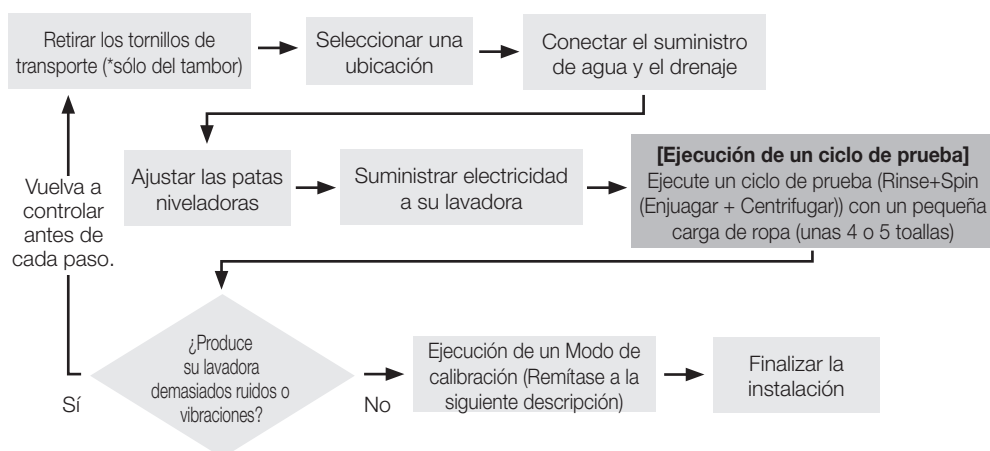 Retirar los tornillos de
transporte (*sólo del tambor)
Seleccionar una
ubicación
Conectar el suministro
de agua y el drenaje
Ajustar las patas
niveladoras
Suministrar electricidad
a su lavadora
[Ejecución de un ciclo de prueba]
Ejecute un ciclo de prueba (Rinse+Spin
(Enjuagar + Centrifugar)) con un pequeña
carga de ropa (unas 4 o 5 toallas)
Vuelva a
controlar
antes de
cada paso.
¿Produce
su lavadora
demasiados ruidos o
vibraciones?
Sí
No
Ejecución de un Modo de
calibración (Remítase a la
siguiente descripción)
Finalizar la
instalación